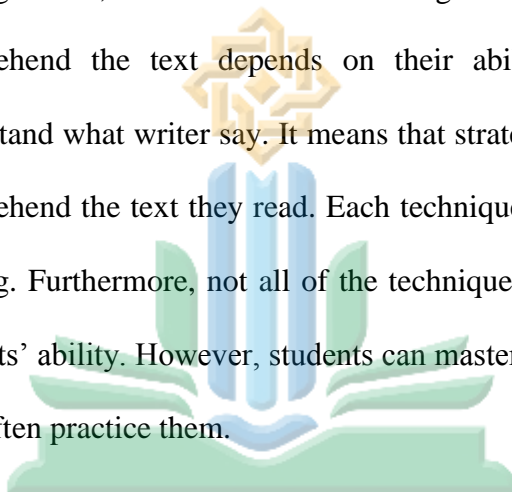 ehend the text depends on their abi
tand what writer say. It means that strat
ehend the text they read. Each technique
g. Furthermore, not all of the technique
ts’ ability. However, students can master
ften practice them.